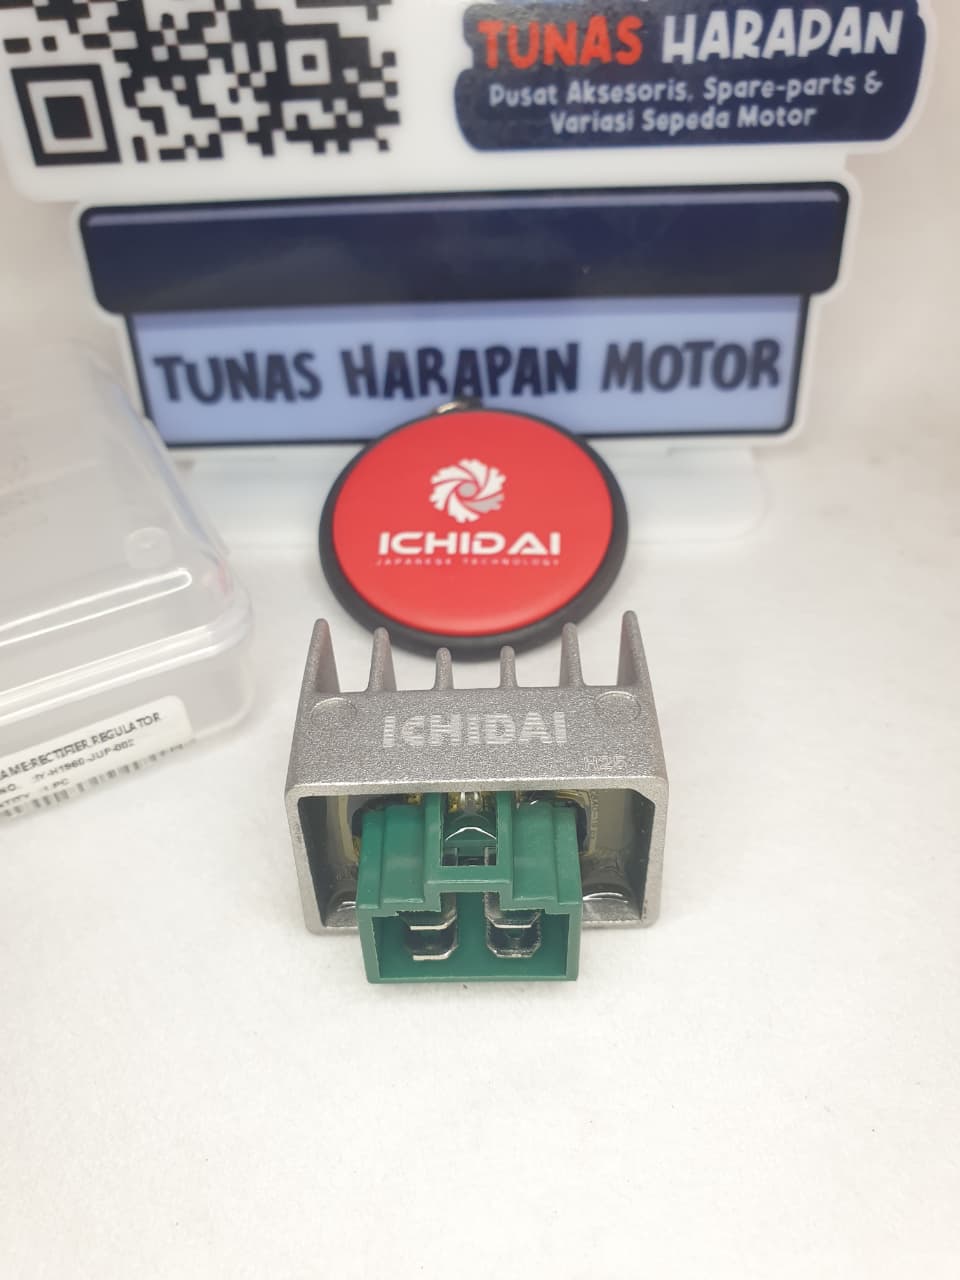 TUNAS HARAPAN
Pusat Aksesoris, Spare-parts &
Variasi Sepeda Motor
TUNAS HARAPAN MOTOR
ICHIDAI
JAPANESE TECHNOLOGY
ICHIDAI
RECTIFIER REGULATOR